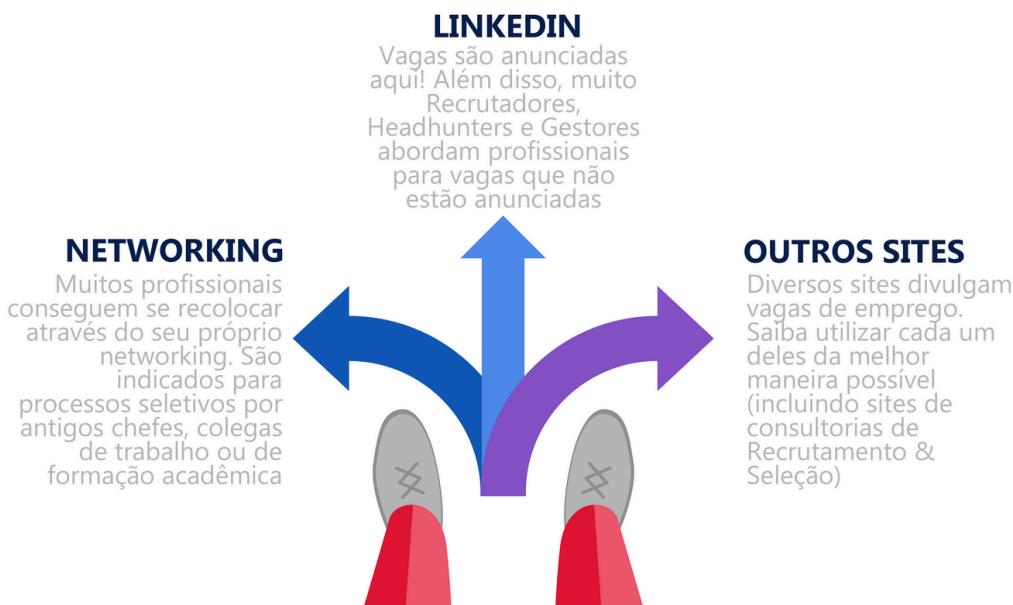 LINKEDIN
Vagas são anunciadas
aqui! Além disso, muito
Recrutadores,
Headhunters e Gestores
abordam profissionais
para vagas que não
estão anunciadas
NETWORKING
Muitos profissionais
conseguem se recolocar
através do seu próprio
networking. São
indicados para
processos seletivos por
antigos chefes, colegas
de trabalho ou de
formação acadêmica
OUTROS SITES
Diversos sites divulgam
vagas de emprego.
Saiba utilizar cada um
deles da melhor
maneira possível
(incluindo sites de
consultorias de
Recrutamento &
Seleção)